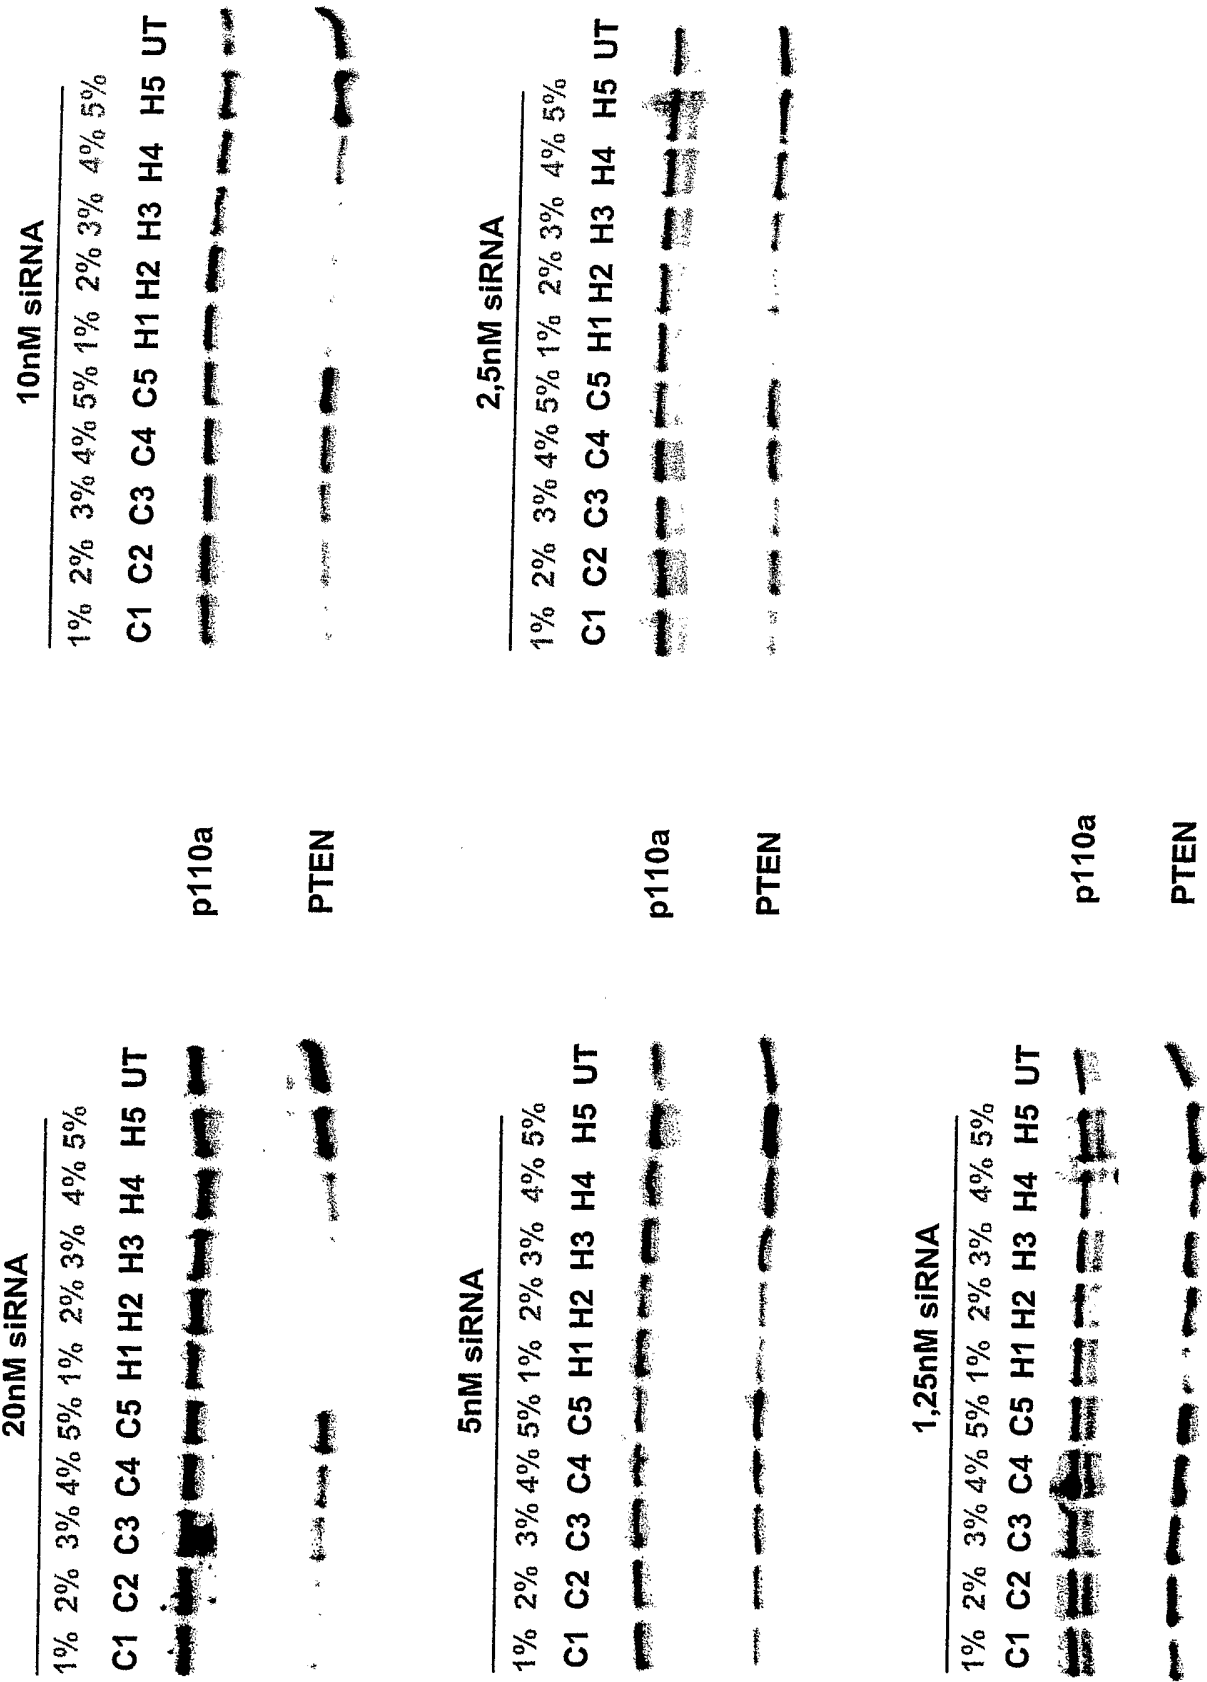 20nM siRNA
1% 2% 3% 4% 5% 1% 2% 3% 4% 5%
C1 C2 C3 C4 C5 H1 H2 H3 H4 H5 UT
p110a
PTEN
10nM siRNA
1% 2% 3% 4% 5% 1% 2% 3% 4% 5%
C1 C2 C3 C4 C5 H1 H2 H3 H4 H5 UT
5nM siRNA
1% 2% 3% 4% 5% 1% 2% 3% 4% 5%
C1 C2 C3 C4 C5 H1 H2 H3 H4 H5 UT
p110a
PTEN
2,5nM siRNA
1% 2% 3% 4% 5% 1% 2% 3% 4% 5%
C1 C2 C3 C4 C5 H1 H2 H3 H4 H5 UT
1,25nM siRNA
1% 2% 3% 4% 5% 1% 2% 3% 4% 5%
C1 C2 C3 C4 C5 H1 H2 H3 H4 H5 UT
p110a
PTEN